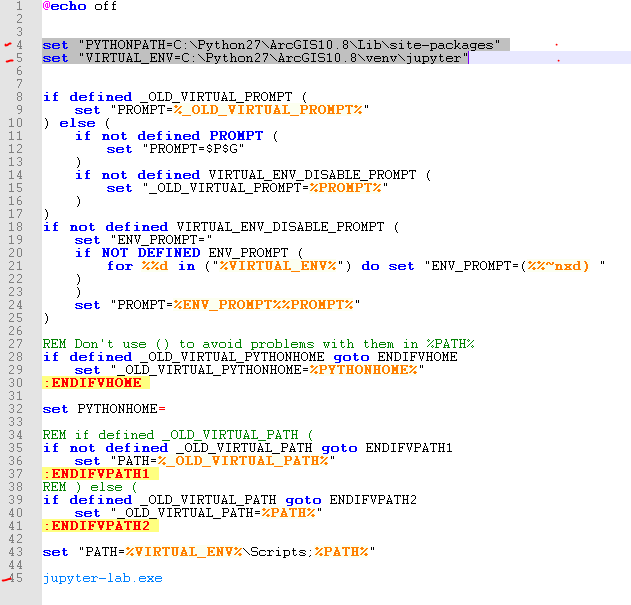 1 @echo off
2
3
4 set "PYTHONPATH=C:\Python27\ArcGIS10.8\Lib\site-packages"
5 set "VIRTUAL_ENV=C:\Python27\ArcGIS10.8\venv\jupyter"
6
7
8 if defined _OLD_VIRTUAL_PROMPT (
9     set "PROMPT=%_OLD_VIRTUAL_PROMPT%"
10 ) else (
11     if not defined PROMPT (
12         set "PROMPT=$P$G"
13     )
14     if not defined VIRTUAL_ENV_DISABLE_PROMPT (
15         set "_OLD_VIRTUAL_PROMPT=%PROMPT%"
16     )
17 )
18 if not defined VIRTUAL_ENV_DISABLE_PROMPT (
19     set "ENV_PROMPT="
20     if NOT DEFINED ENV_PROMPT (
21         for %%d in ("%VIRTUAL_ENV%") do set "ENV_PROMPT=(%%~nxd) "
22     )
23     )
24     set "PROMPT=%ENV_PROMPT%%PROMPT%"
25 )
26
27 REM Don't use () to avoid problems with them in %PATH%
28 if defined _OLD_VIRTUAL_PYTHONHOME goto ENDIFVHOME
29     set "_OLD_VIRTUAL_PYTHONHOME=%PYTHONHOME%"
30 :ENDIFVHOME
31
32 set PYTHONHOME=
33
34 REM if defined _OLD_VIRTUAL_PATH (
35 if not defined _OLD_VIRTUAL_PATH goto ENDIFVPATH1
36     set "PATH=%_OLD_VIRTUAL_PATH%"
37 :ENDIFVPATH1
38 REM ) else (
39 if defined _OLD_VIRTUAL_PATH goto ENDIFVPATH2
40     set "_OLD_VIRTUAL_PATH=%PATH%"
41 :ENDIFVPATH2
42
43 set "PATH=%VIRTUAL_ENV%\Scripts;%PATH%"
44
45 jupyter-lab.exe